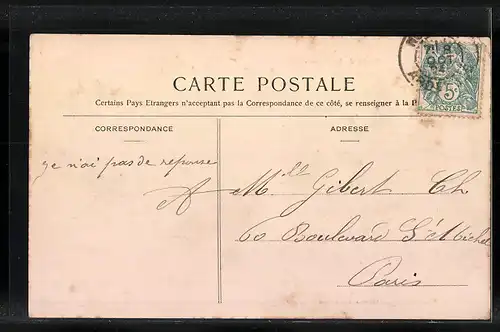 CARTE POSTALE
Certains Pays Etrangers n'acceptant pas la Correspondance de ce côté, se renseigner à la P
CORRESPONDANCE
ADRESSE
5c
POSTES
je n'ai pas de reponse
A Mlle Gibert Ch
60 Boulevard St Michel
Paris